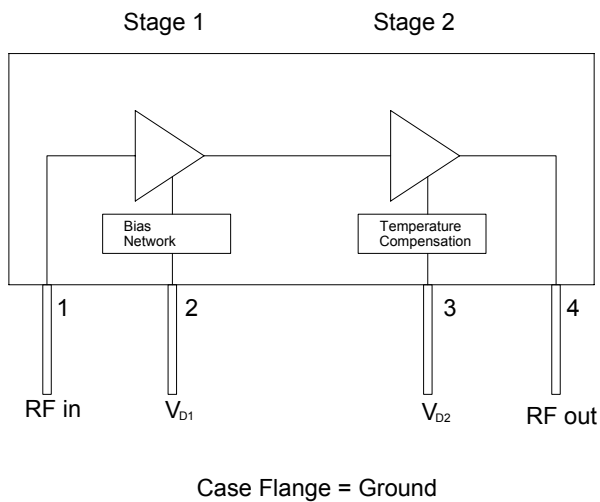 Stage 1
Stage 2
Bias
Network
Temperature
Compensation
1
2
3
4
RF in
VD1
VD2
RF out
Case Flange = Ground